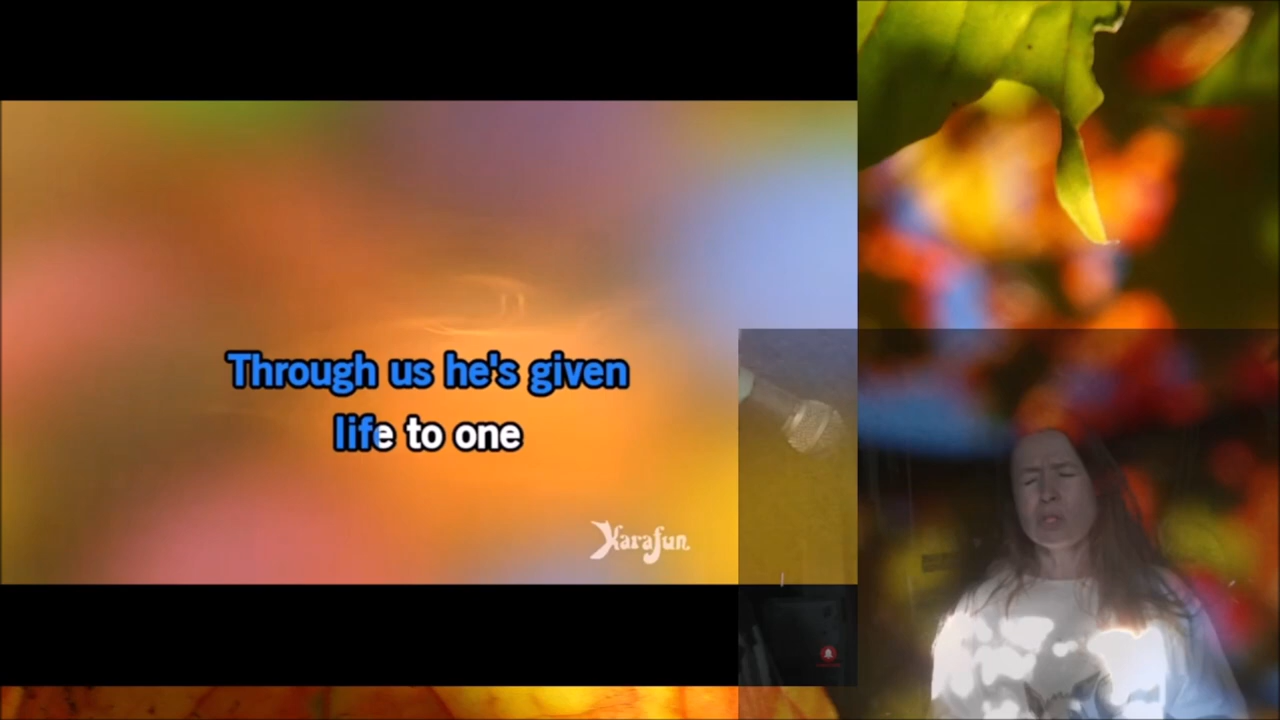 Through us he's given
life to one
Karafun